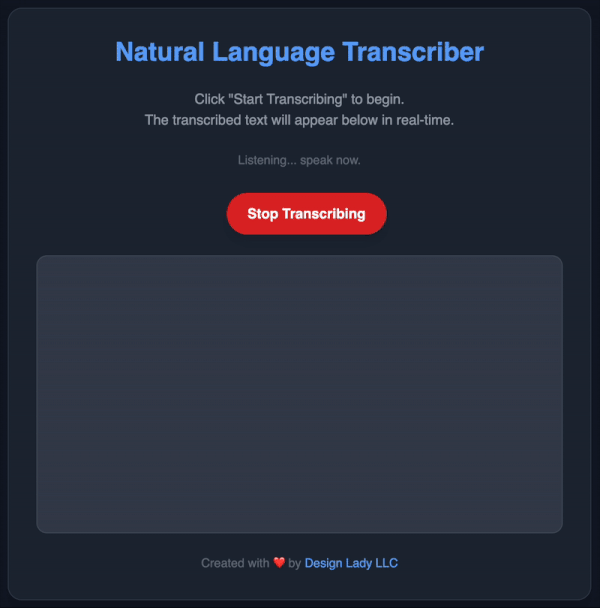 Natural Language Transcriber
Click "Start Transcribing" to begin.
The transcribed text will appear below in real-time.
Listening... speak now.
Stop Transcribing
Created with ❤️ by Design Lady LLC